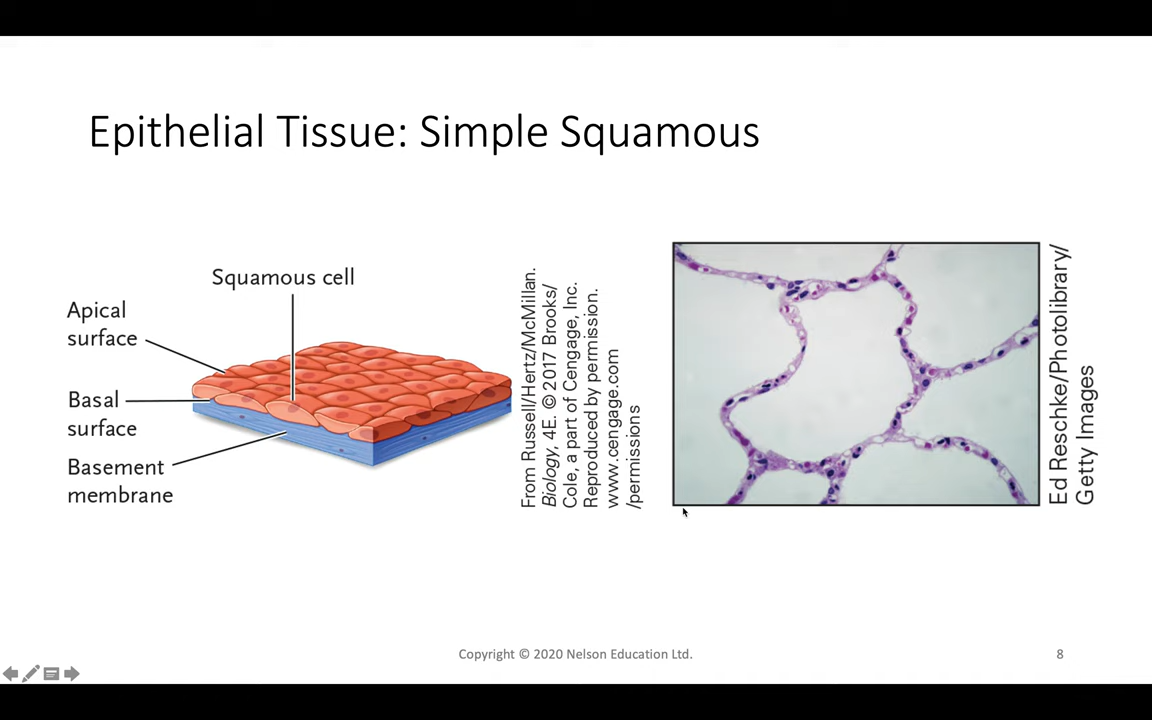 Epithelial Tissue: Simple Squamous
Squamous cell
Apical
surface
Basal
surface
Basement
membrane
From Russell/Hertz/McMillan.
Biology, 4E. © 2017 Brooks/
Cole, a part of Cengage, Inc.
Reproduced by permission.
www.cengage.com
/permissions
Ed Reschke/Photolibrary/
Getty Images
Copyright © 2020 Nelson Education Ltd.
8